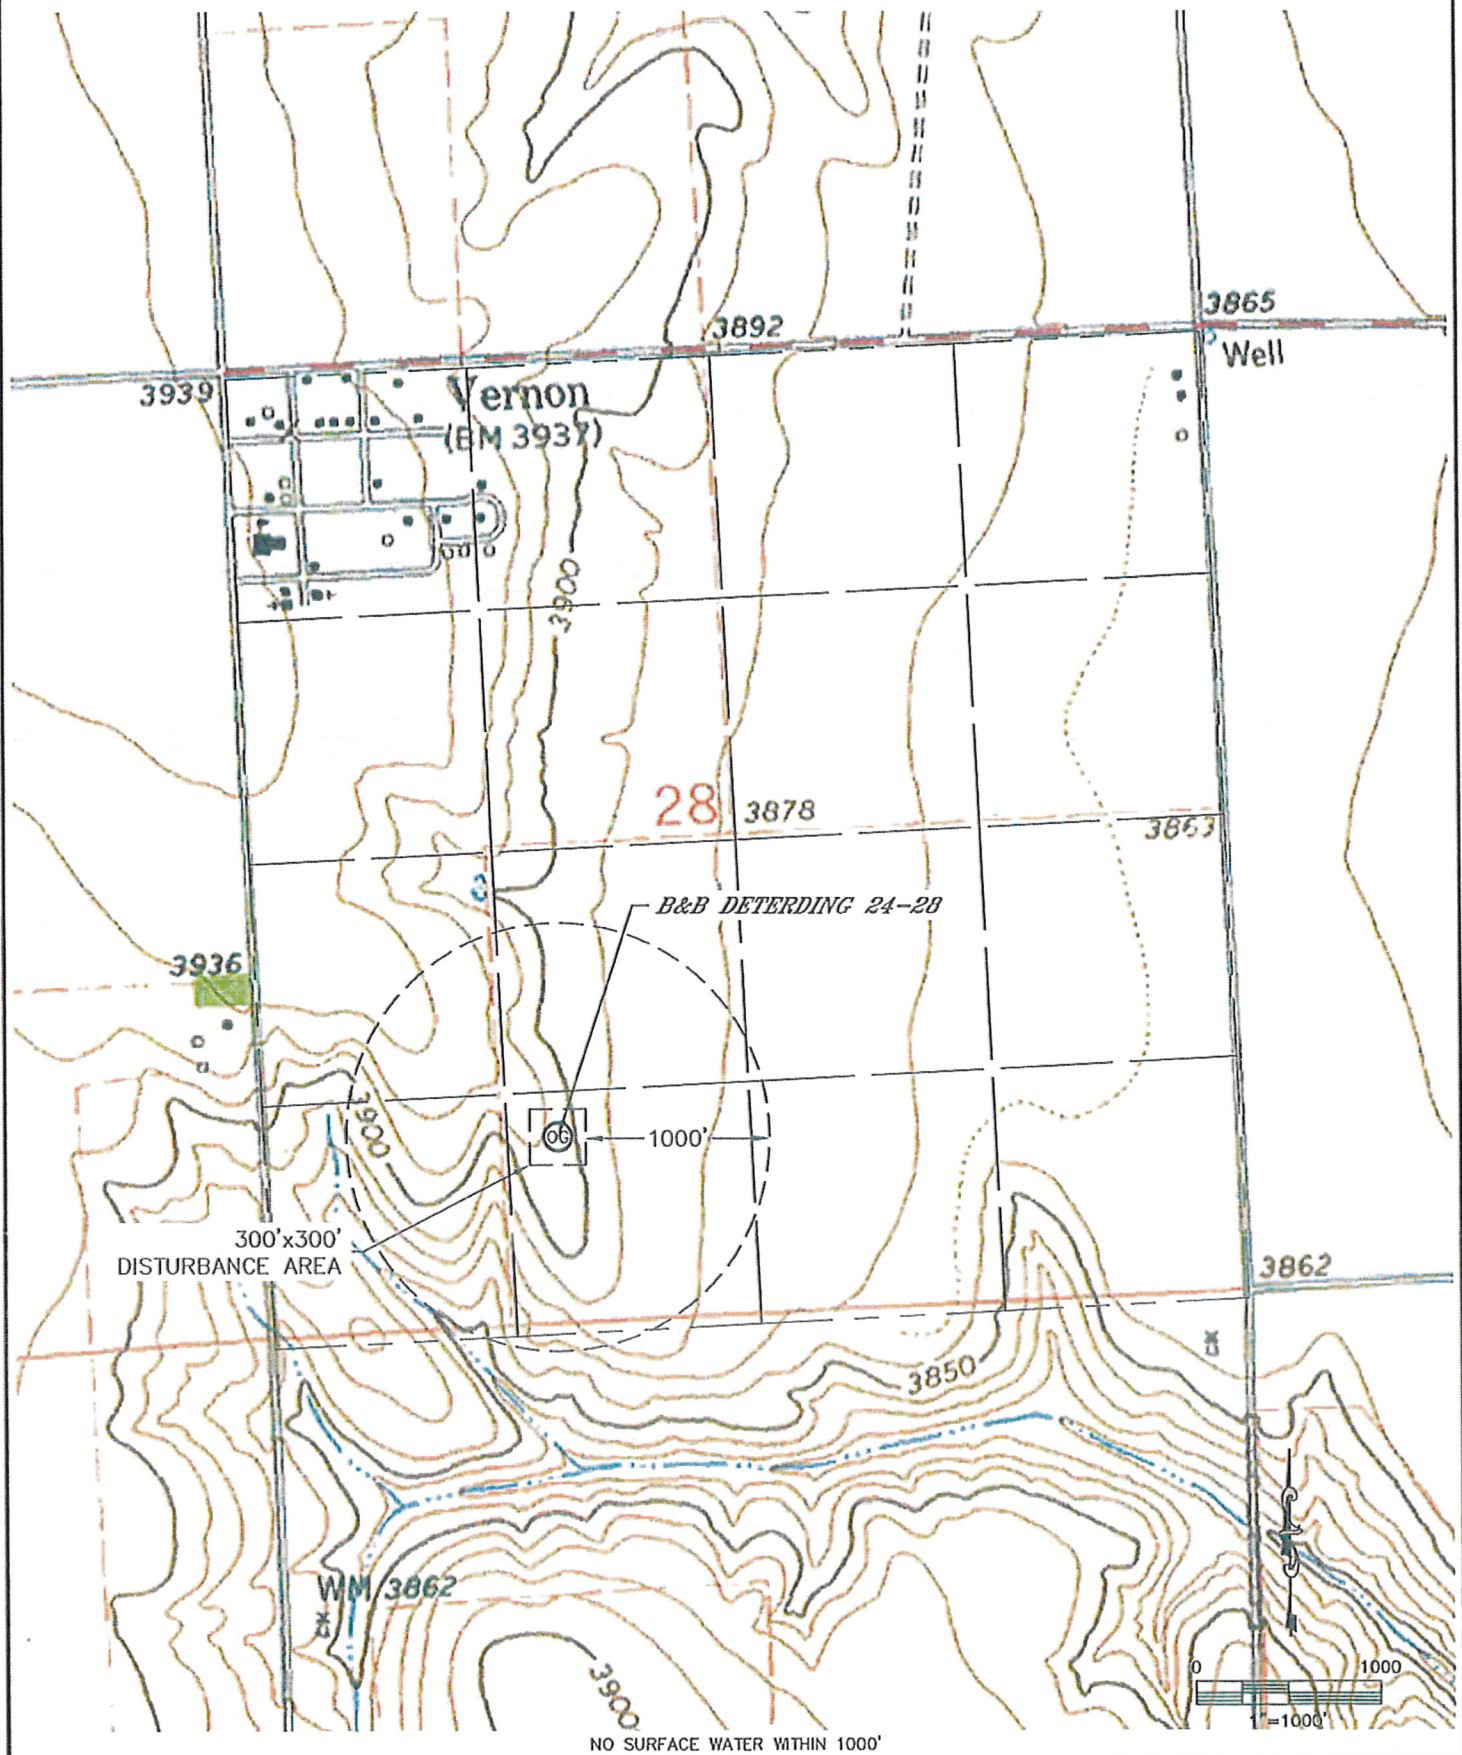 3865
3892
Well
3939
Vernon
(BM 3937)
3900
28
3878
3863
B&B DETERDING 24-28
3936
3900
OG
1000'
300'x300'
DISTURBANCE AREA
3862
3850
WM 3862
3900
0 1000
1"=1000'
NO SURFACE WATER WITHIN 1000'